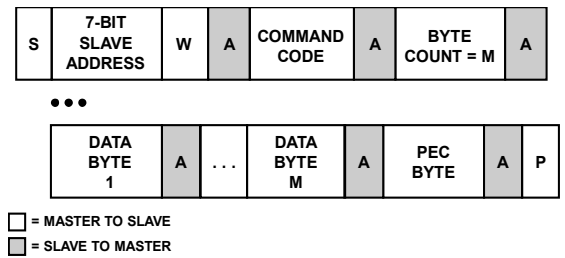 S 7-BIT SLAVE ADDRESS W A COMMAND CODE A BYTE COUNT = M A
•••
DATA BYTE 1 A ... DATA BYTE M A PEC BYTE A P
= MASTER TO SLAVE
= SLAVE TO MASTER